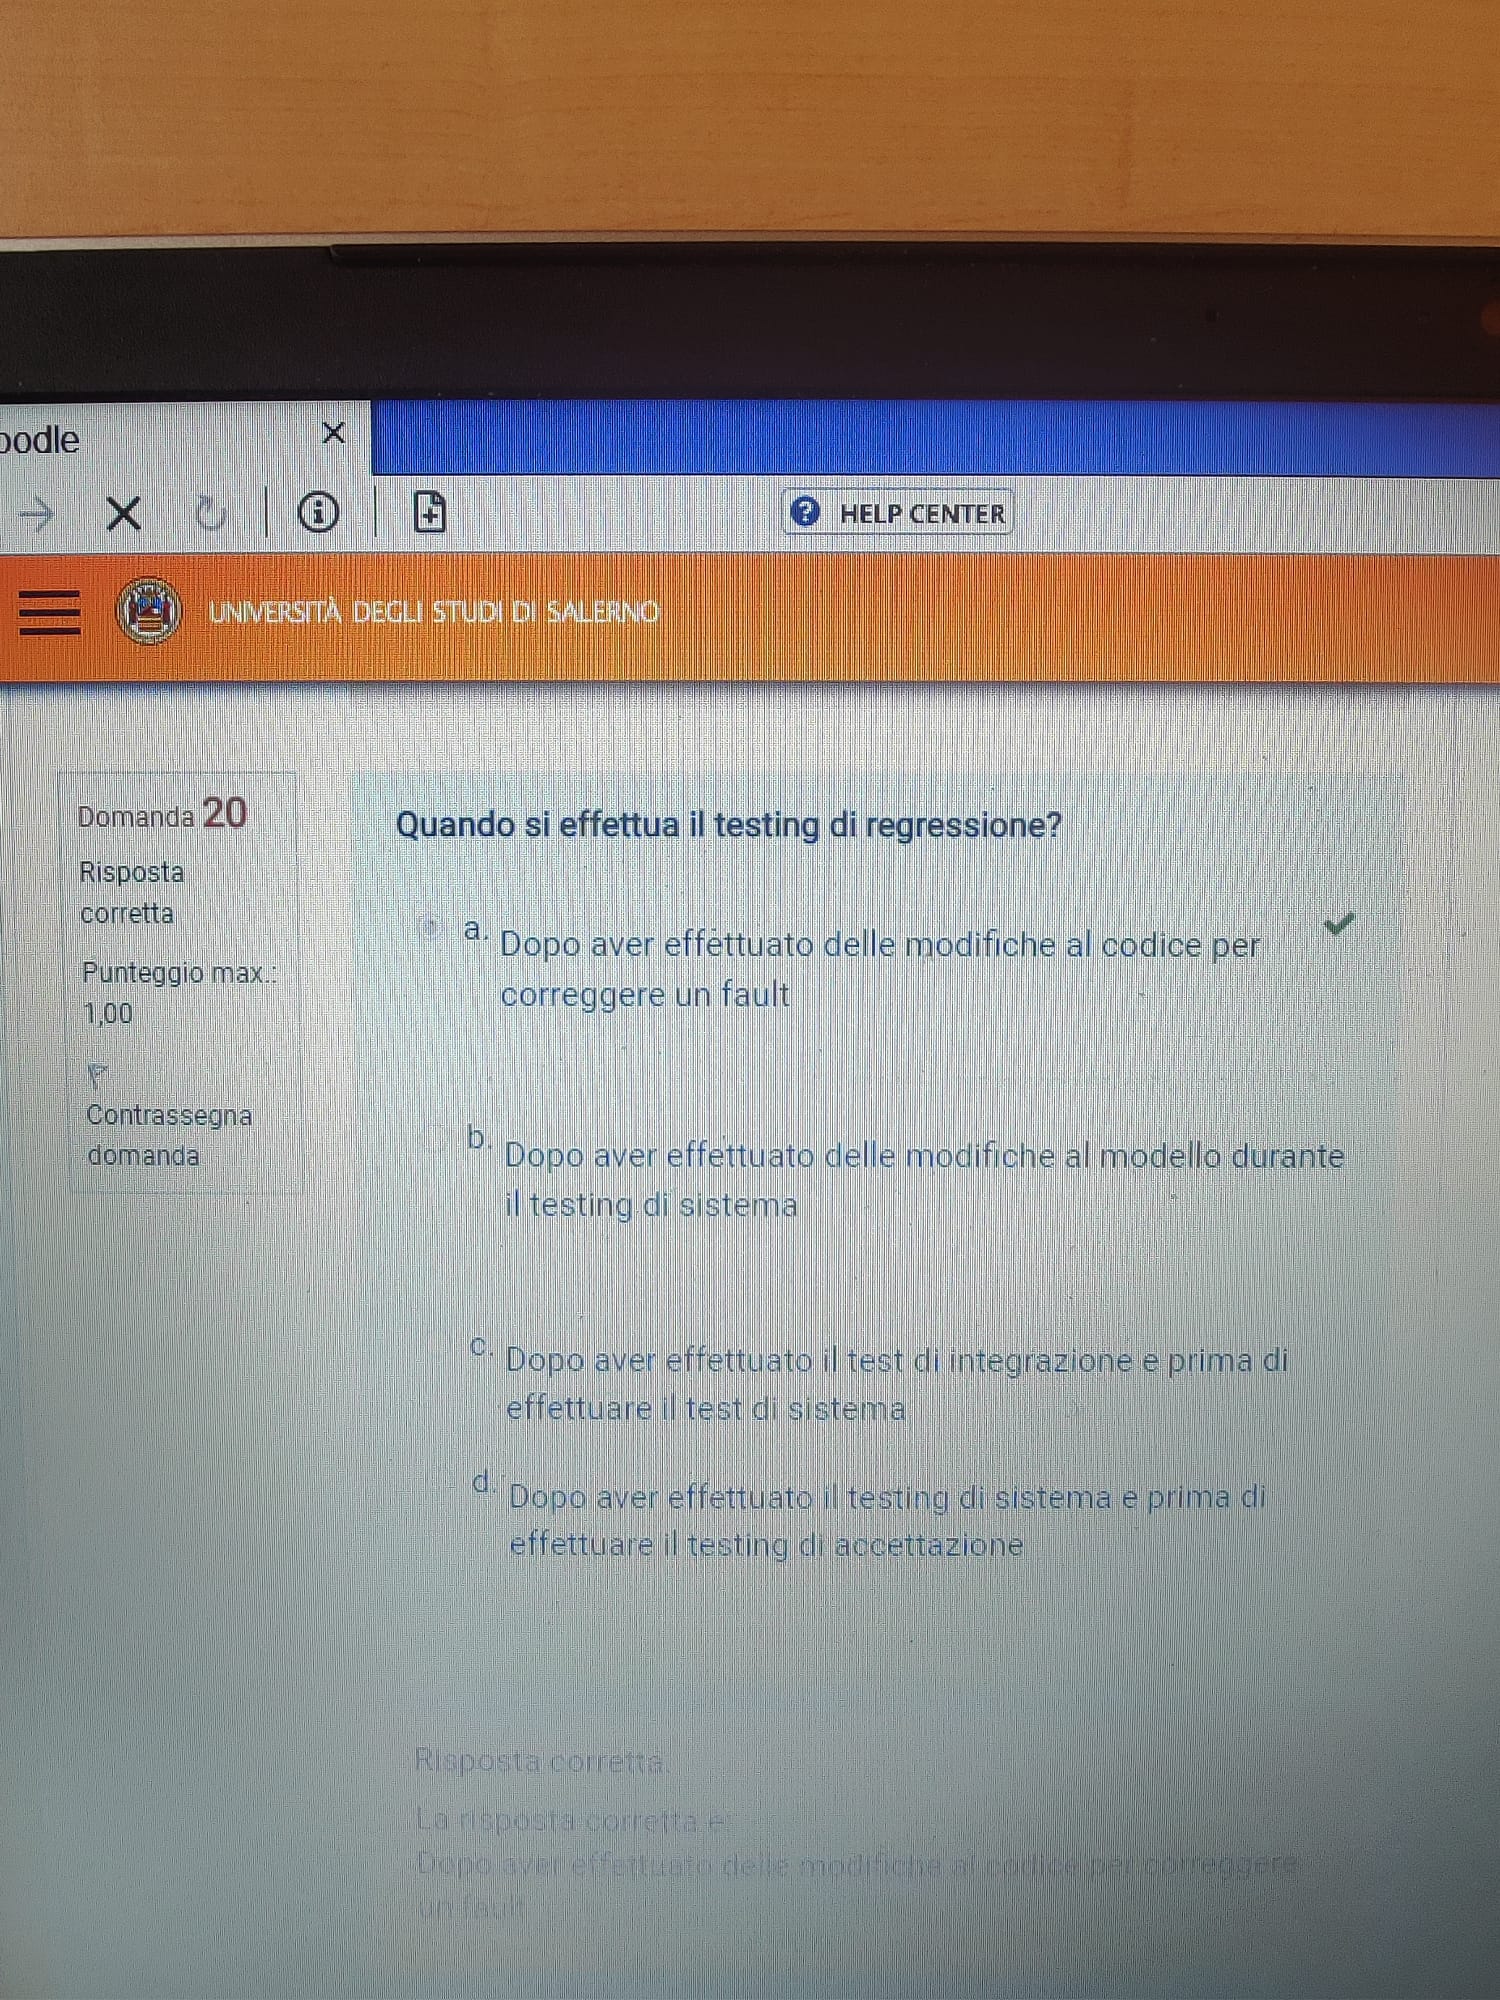 oodle
HELP CENTER
UNIVERSITÀ DEGLI STUDI DI SALERNO
Domanda 20
Risposta
corretta
Punteggio max.:
1,00
Contrassegna
domanda
Quando si effettua il testing di regressione?
a. Dopo aver effettuato delle modifiche al codice per
correggere un fault
b. Dopo aver effettuato delle modifiche al modello durante
il testing di sistema
c. Dopo aver effettuato il test di integrazione e prima di
effettuare il test di sistema
d. Dopo aver effettuato il testing di sistema e prima di
effettuare il testing di accettazione
Risposta corretta.
La risposta corretta è:
Dopo aver effettuato delle modifiche al codice per correggere
un fault